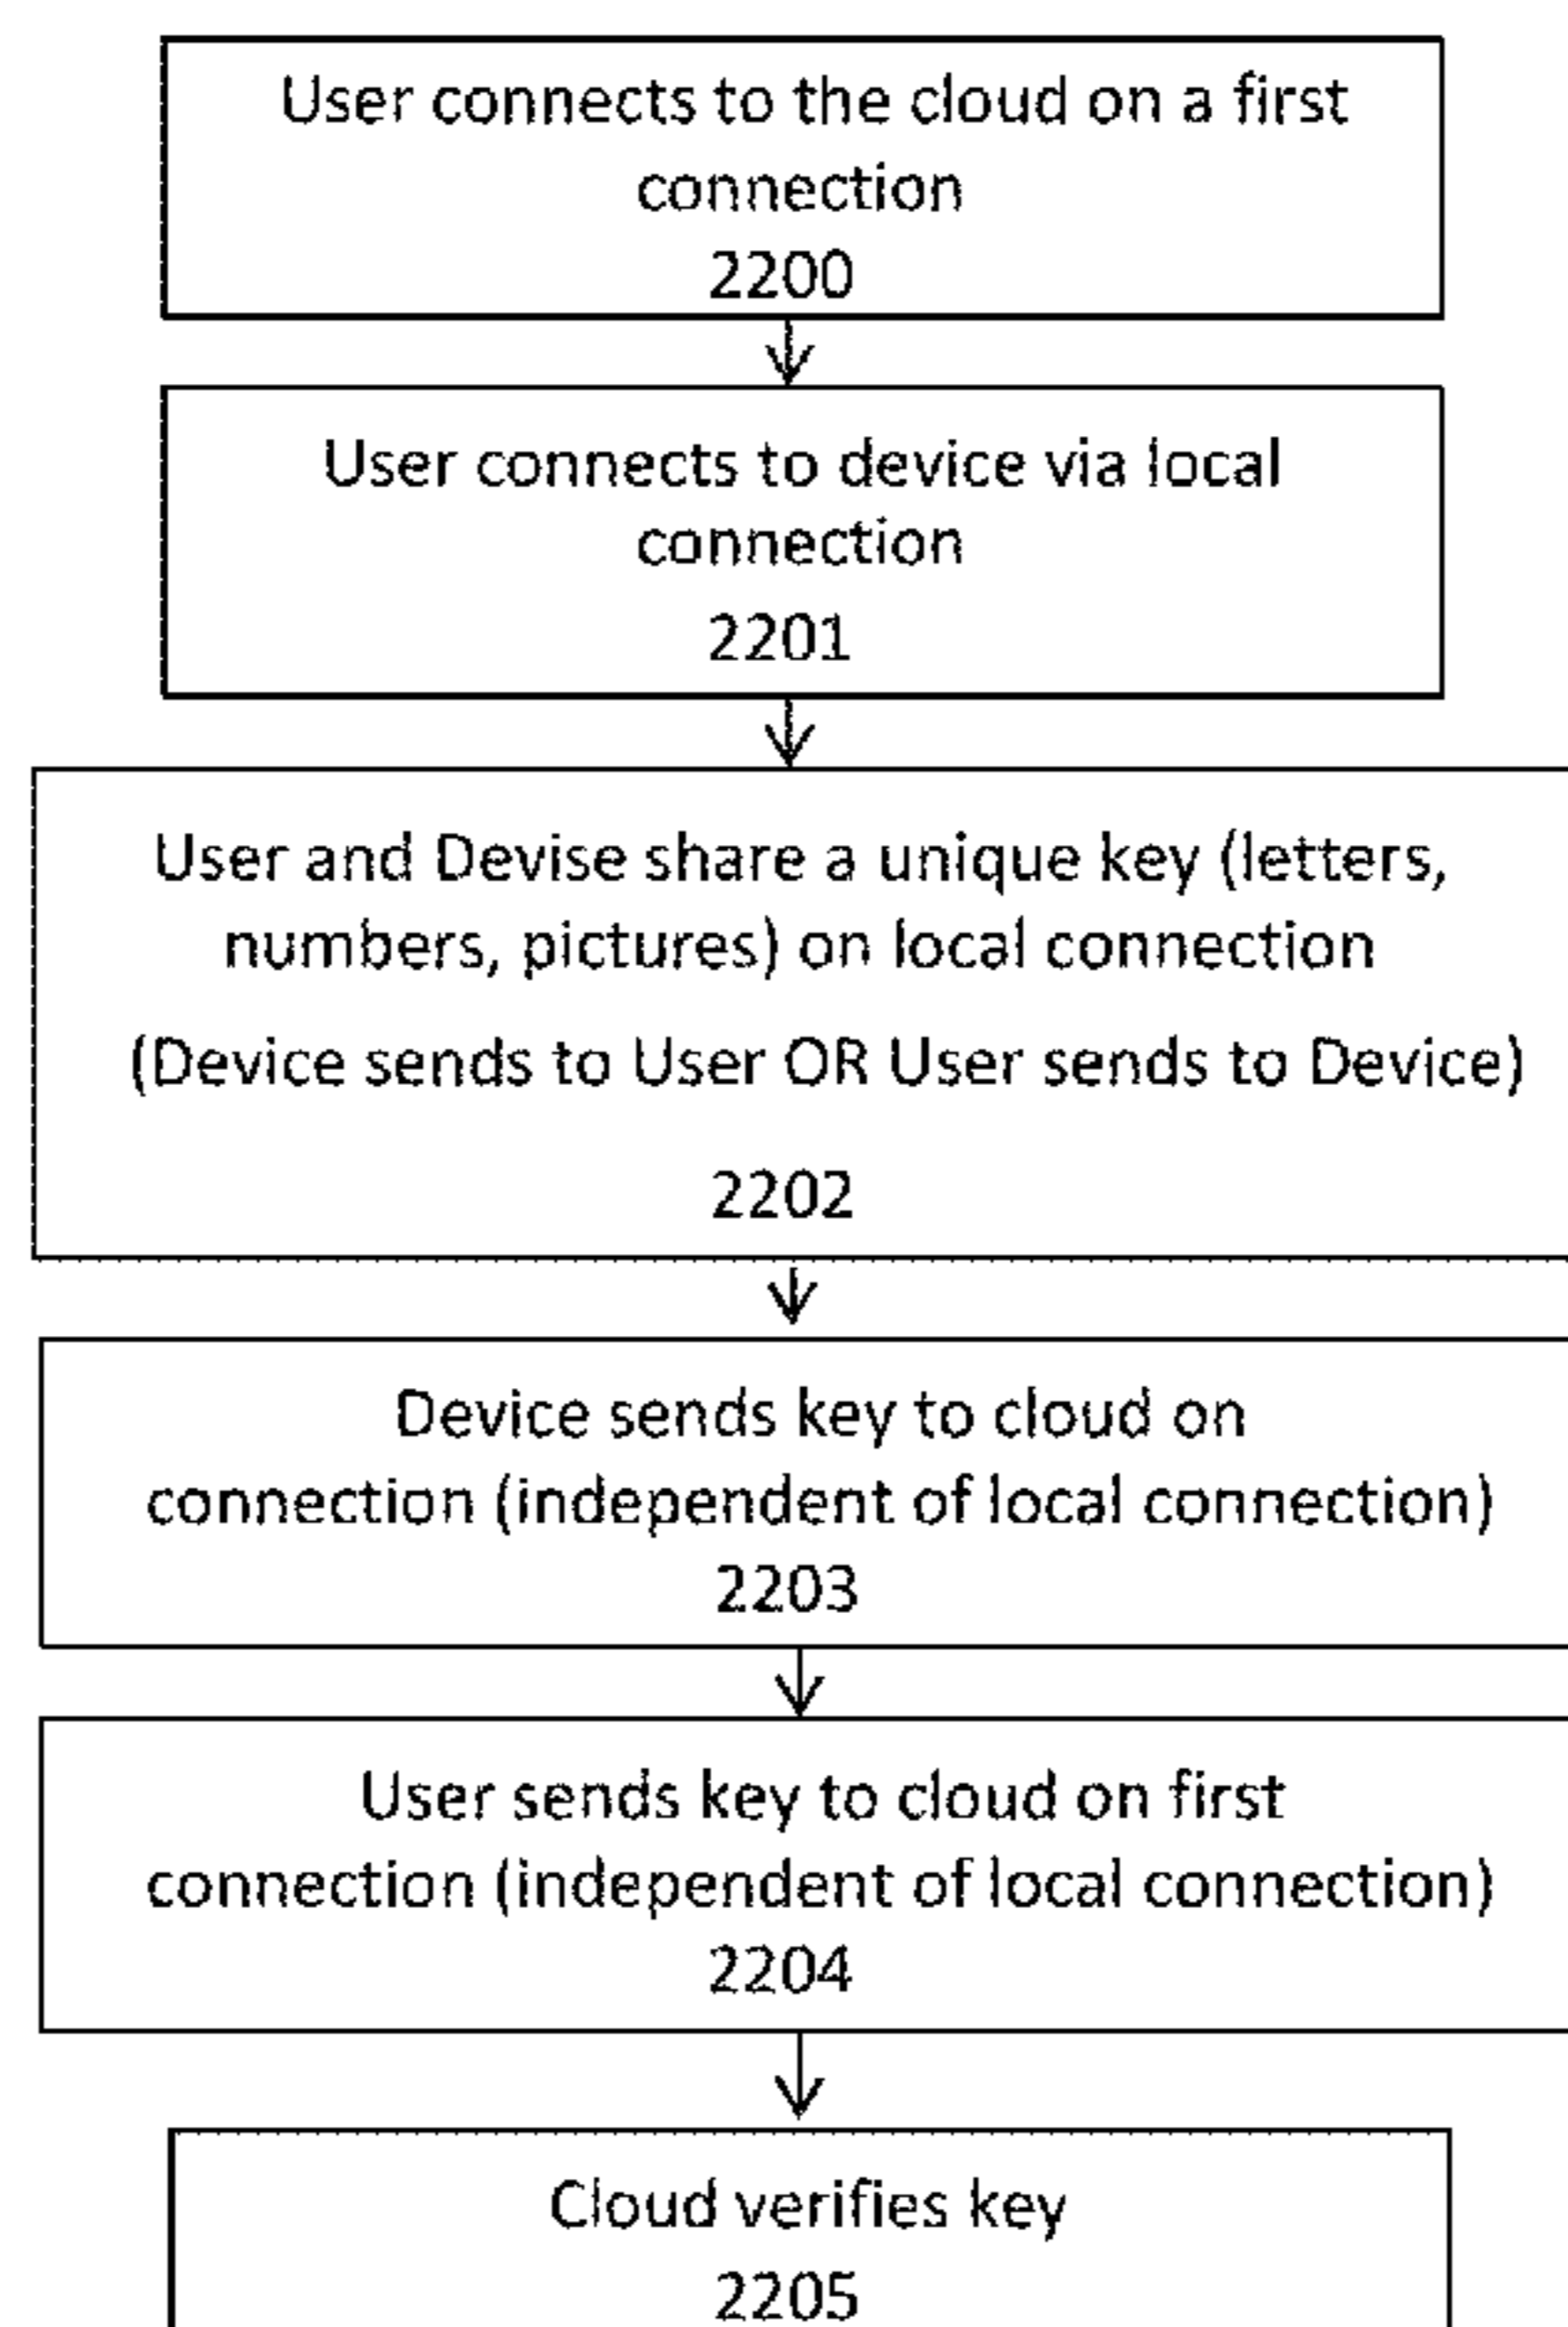 User connects to the cloud on a first
connection
2200
User connects to device via local
connection
2201
User and Devise share a unique key (letters,
numbers, pictures) on local connection
(Device sends to User OR User sends to Device)
2202
Device sends key to cloud on
connection (independent of local connection)
2203
User sends key to cloud on first
connection (independent of local connection)
2204
Cloud verifies key
2205